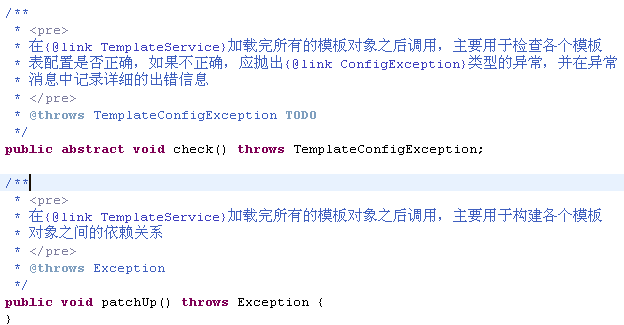 /**
 * <pre>
 * 在{@link TemplateService}加载完所有的模板对象之后调用，主要用于检查各个模板
 * 表配置是否正确，如果不正确，应抛出{@link ConfigException}类型的异常，并在异常
 * 消息中记录详细的出错信息
 * </pre>
 * @throws TemplateConfigException TODO
 */
public abstract void check() throws TemplateConfigException;
/**
 * <pre>
 * 在{@link TemplateService}加载完所有的模板对象之后调用，主要用于构建各个模板
 * 对象之间的依赖关系
 * </pre>
 * @throws Exception
 */
public void patchUp() throws Exception {
}